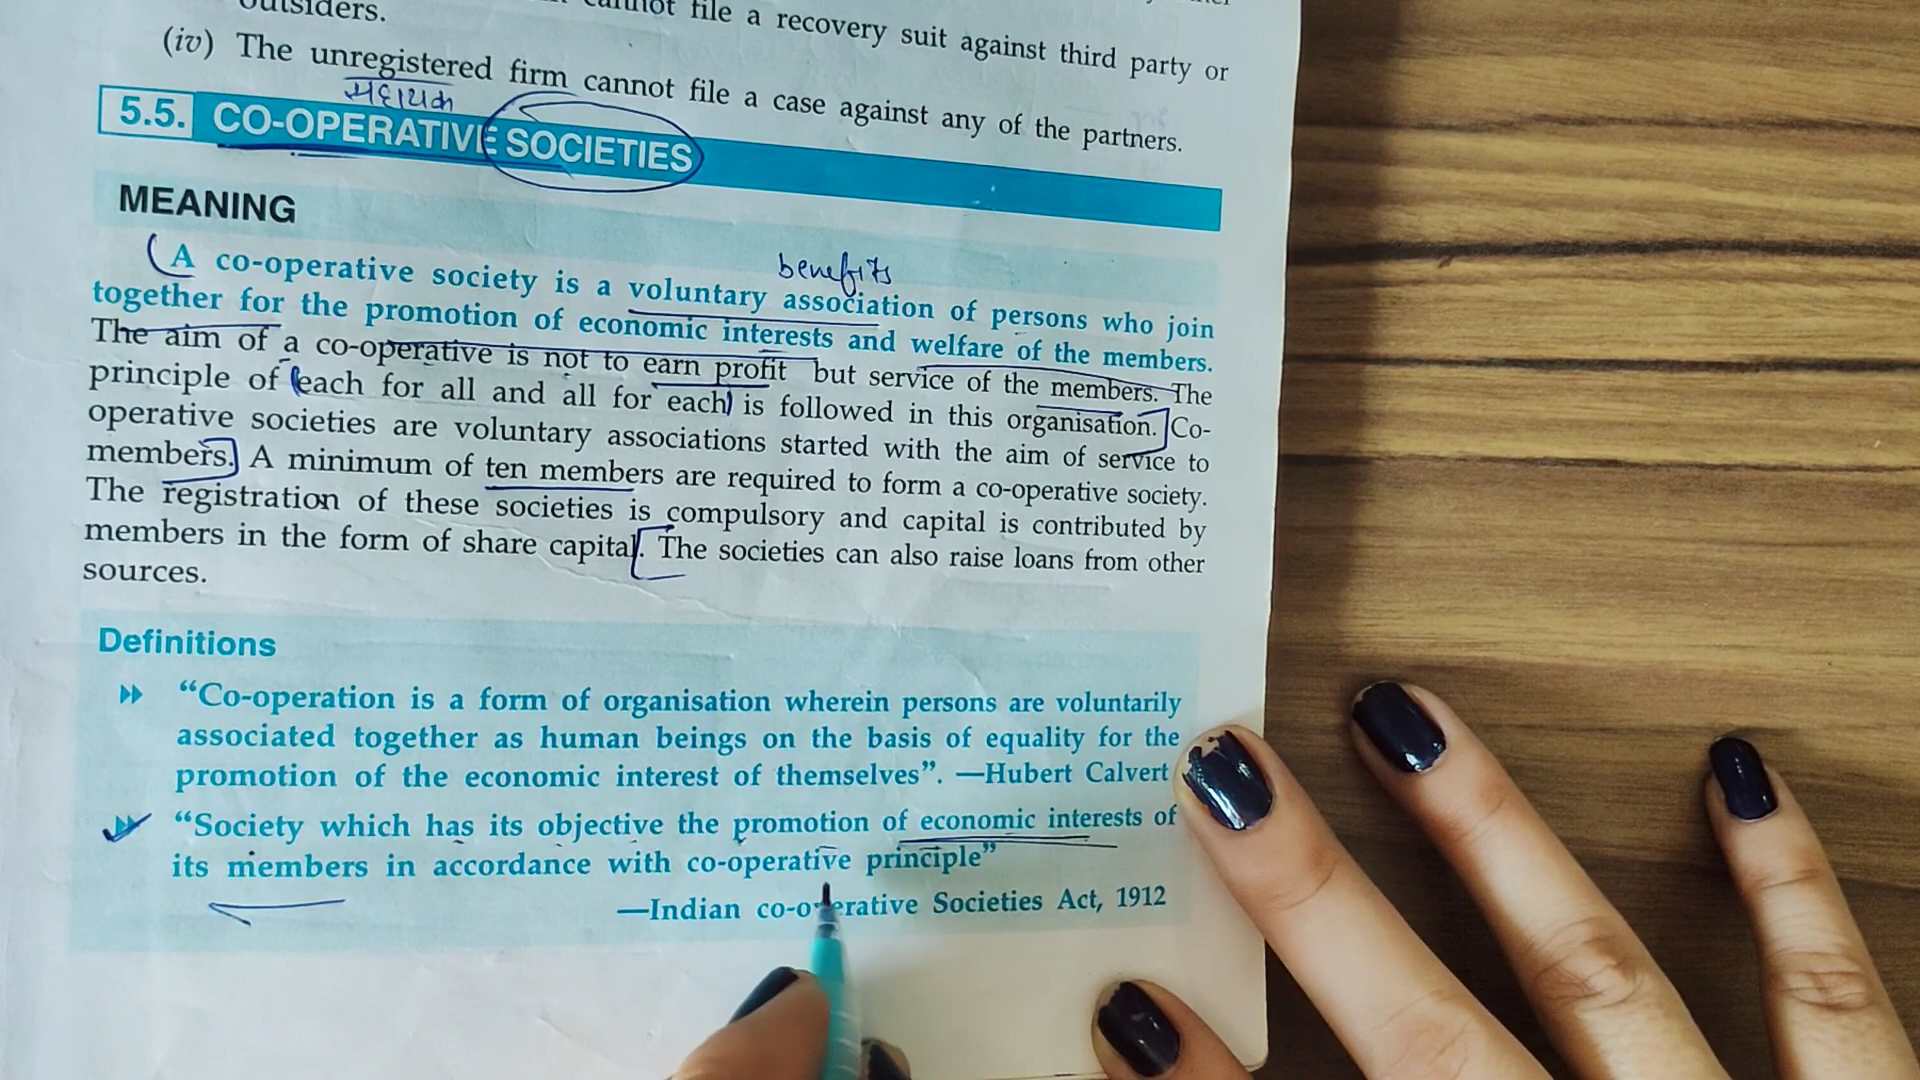 outsiders.
cannot file a recovery suit against third party or
(iv) The unregistered firm cannot file a case against any of the partners.
सहायक
5.5. CO-OPERATIVE SOCIETIES
MEANING
benefits
A co-operative society is a voluntary association of persons who join
together for the promotion of economic interests and welfare of the members.
The aim of a co-operative is not to earn profit but service of the members. The
principle of each for all and all for each is followed in this organisation. Co-
operative societies are voluntary associations started with the aim of service to
members. A minimum of ten members are required to form a co-operative society.
The registration of these societies is compulsory and capital is contributed by
members in the form of share capital. The societies can also raise loans from other
sources.
Definitions
“Co-operation is a form of organisation wherein persons are voluntarily
associated together as human beings on the basis of equality for the
promotion of the economic interest of themselves”. —Hubert Calvert
“Society which has its objective the promotion of economic interests of
its members in accordance with co-operative principle”
—Indian co-operative Societies Act, 1912